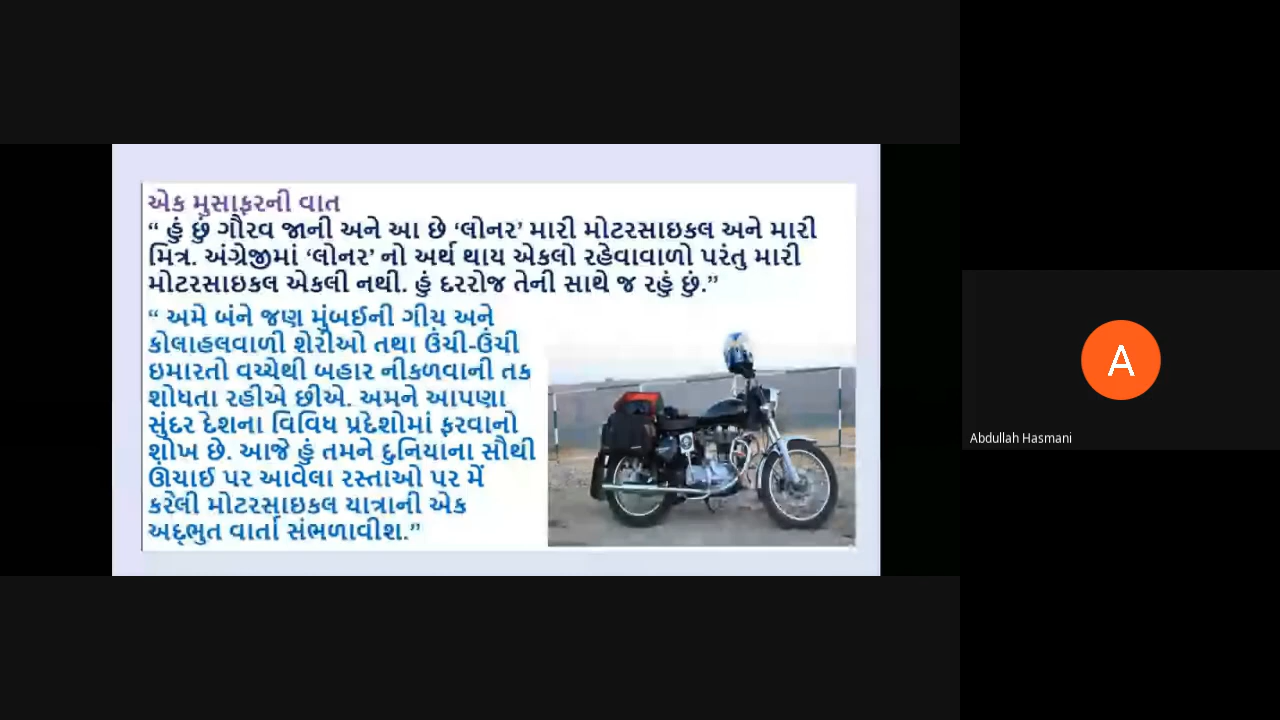 એક મુસાફરની વાત
“ હું છું ગૌરવ જાની અને આ છે ‘લોનર’ મારી મોટરસાઇકલ અને મારી
મિત્ર. અંગ્રેજીમાં ‘લોનર’ નો અર્થ થાય એકલો રહેવાવાળો પરંતુ મારી
મોટરસાઇકલ એકલી નથી. હું દરરોજ તેની સાથે જ રહું છું.”
“ અમે બંને જણ મુંબઈની ગીચ અને
કોલાહલવાળી શેરીઓ તથા ઉંચી-ઉંચી
ઇમારતો વચ્ચેથી બહાર નીકળવાની તક
શોધતા રહીએ છીએ. અમને આપણા
સુંદર દેશના વિવિધ પ્રદેશોમાં ફરવાનો
શોખ છે. આજે હું તમને દુનિયાના સૌથી
ઊંચાઈ પર આવેલા રસ્તાઓ પર મેં
કરેલી મોટરસાઇકલ યાત્રાની એક
અદ્ભુત વાર્તા સંભળાવીશ.”
A
Abdullah Hasmani